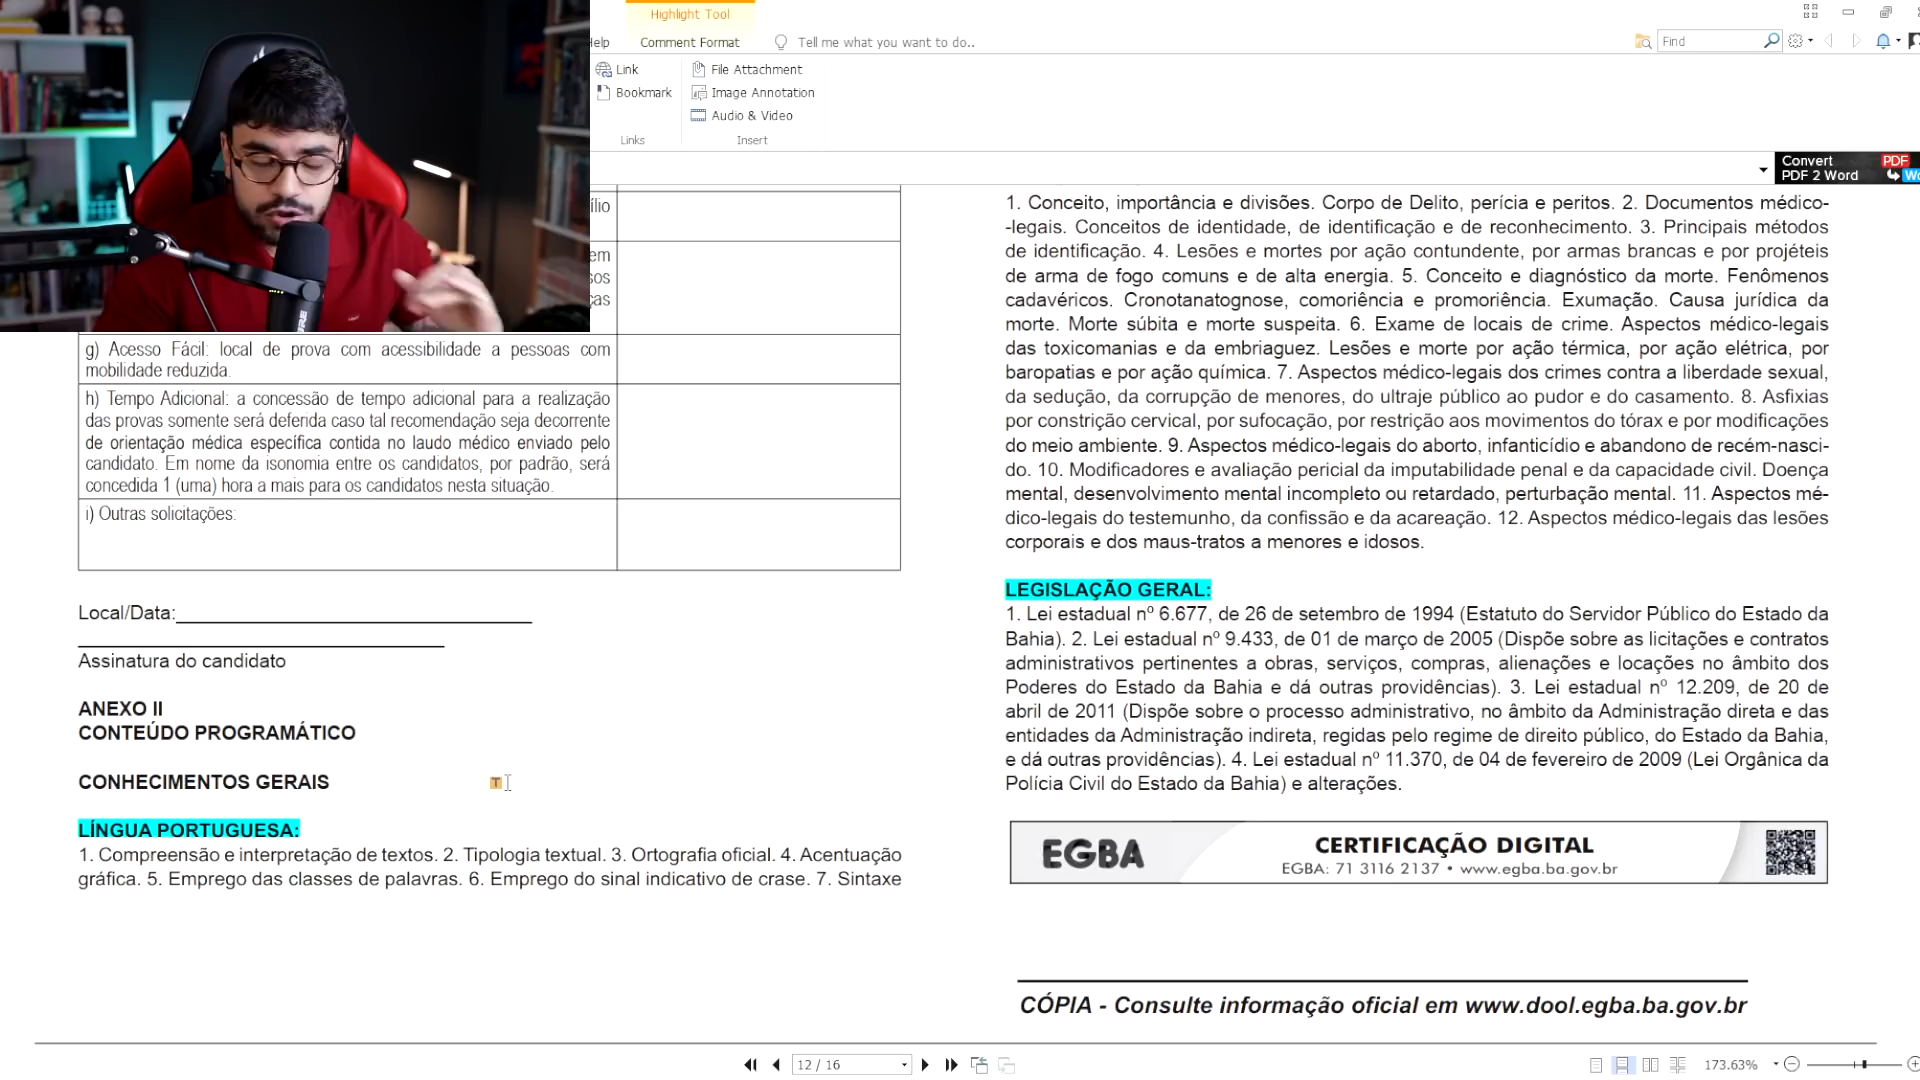 Highlight Tool
Help
Comment Format
Tell me what you want to do..
Find
Link
File Attachment
Bookmark
Image Annotation
Audio & Video
Links
Insert
Convert
PDF
PDF 2 Word
g) Acesso Fácil: local de prova com acessibilidade a pessoas com
mobilidade reduzida.
h) Tempo Adicional: a concessão de tempo adicional para a realização
das provas somente será deferida caso tal recomendação seja decorrente
de orientação médica específica contida no laudo médico enviado pelo
candidato. Em nome da isonomia entre os candidatos, por padrão, será
concedida 1 (uma) hora a mais para os candidatos nesta situação.
i) Outras solicitações:
Local/Data:
Assinatura do candidato
ANEXO II
CONTEÚDO PROGRAMÁTICO
CONHECIMENTOS GERAIS
LÍNGUA PORTUGUESA:
1. Compreensão e interpretação de textos. 2. Tipologia textual. 3. Ortografia oficial. 4. Acentuação
gráfica. 5. Emprego das classes de palavras. 6. Emprego do sinal indicativo de crase. 7. Sintaxe
1. Conceito, importância e divisões. Corpo de Delito, perícia e peritos. 2. Documentos médico-
-legais. Conceitos de identidade, de identificação e de reconhecimento. 3. Principais métodos
de identificação. 4. Lesões e mortes por ação contundente, por armas brancas e por projéteis
de arma de fogo comuns e de alta energia. 5. Conceito e diagnóstico da morte. Fenômenos
cadavéricos. Cronotanatognose, comoriência e promoriência. Exumação. Causa jurídica da
morte. Morte súbita e morte suspeita. 6. Exame de locais de crime. Aspectos médico-legais
das toxicomanias e da embriaguez. Lesões e morte por ação térmica, por ação elétrica, por
baropatias e por ação química. 7. Aspectos médico-legais dos crimes contra a liberdade sexual,
da sedução, da corrupção de menores, do ultraje público ao pudor e do casamento. 8. Asfixias
por constrição cervical, por sufocação, por restrição aos movimentos do tórax e por modificações
do meio ambiente. 9. Aspectos médico-legais do aborto, infanticídio e abandono de recém-nasci-
do. 10. Modificadores e avaliação pericial da imputabilidade penal e da capacidade civil. Doença
mental, desenvolvimento mental incompleto ou retardado, perturbação mental. 11. Aspectos mé-
dico-legais do testemunho, da confissão e da acareação. 12. Aspectos médico-legais das lesões
corporais e dos maus-tratos a menores e idosos.
LEGISLAÇÃO GERAL:
1. Lei estadual nº 6.677, de 26 de setembro de 1994 (Estatuto do Servidor Público do Estado da
Bahia). 2. Lei estadual nº 9.433, de 01 de março de 2005 (Dispõe sobre as licitações e contratos
administrativos pertinentes a obras, serviços, compras, alienações e locações no âmbito dos
Poderes do Estado da Bahia e dá outras providências). 3. Lei estadual nº 12.209, de 20 de
abril de 2011 (Dispõe sobre o processo administrativo, no âmbito da Administração direta e das
entidades da Administração indireta, regidas pelo regime de direito público, do Estado da Bahia,
e dá outras providências). 4. Lei estadual nº 11.370, de 04 de fevereiro de 2009 (Lei Orgânica da
Polícia Civil do Estado da Bahia) e alterações.
EGBA
CERTIFICAÇÃO DIGITAL
EGBA: 71 3116 2137 • www.egba.ba.gov.br
CÓPIA - Consulte informação oficial em www.dool.egba.ba.gov.br
12 / 16
173.63%